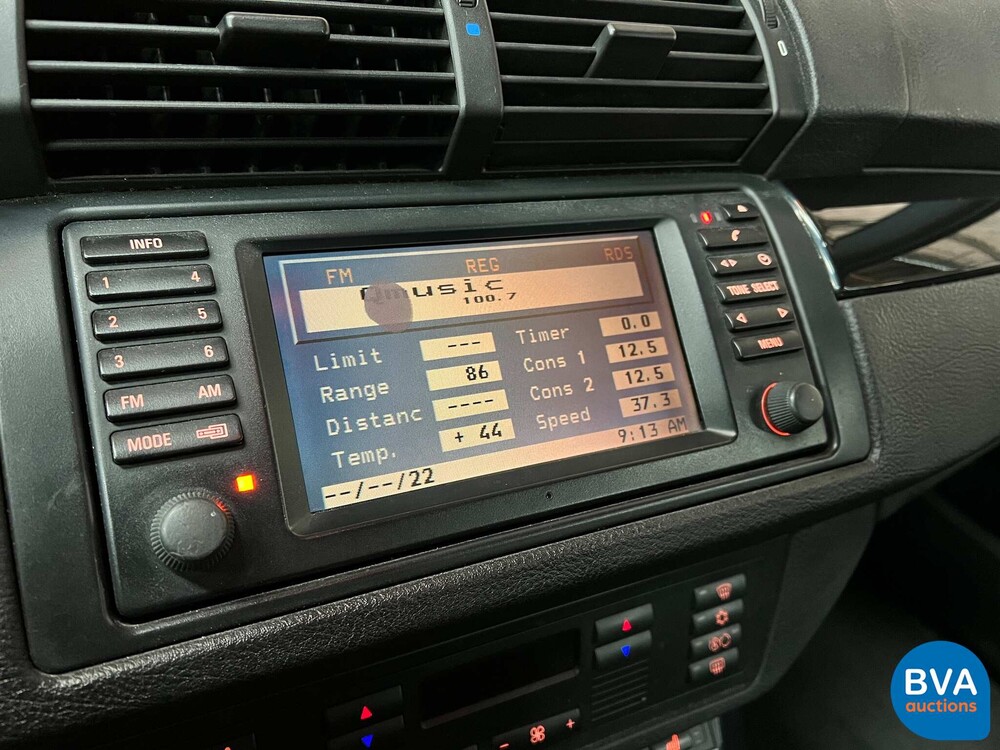 INFO
1 4
2 5
3 6
FM AM
MODE
FM REG RDS
Qmusic
100.7
Limit ---
Range 86
Distanc ----
Temp. + 44
Timer 0.0
Cons 1 12.5
Cons 2 12.5
Speed 37.3
--/--/22 9:13 AM
TONE SELECT
MENU
BVA
auctions